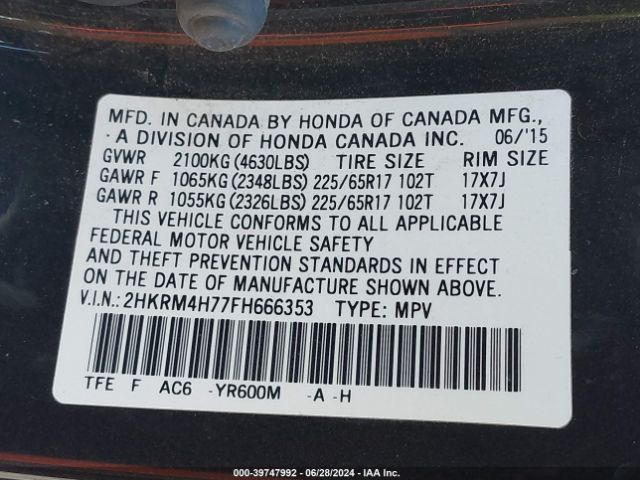 MFD. IN CANADA BY HONDA OF CANADA MFG.,
A DIVISION OF HONDA CANADA INC. 06/'15
GVWR 2100KG (4630LBS) TIRE SIZE RIM SIZE
GAWR F 1065KG (2348LBS) 225/65R17 102T 17X7J
GAWR R 1055KG (2326LBS) 225/65R17 102T 17X7J
THIS VEHICLE CONFORMS TO ALL APPLICABLE
FEDERAL MOTOR VEHICLE SAFETY
AND THEFT PREVENTION STANDARDS IN EFFECT
ON THE DATE OF MANUFACTURE SHOWN ABOVE.
V.I.N.: 2HKRM4H77FH666353 TYPE: MPV
TFE F AC6 -YR600M -A -H
39747992 - 06/28/2024 - IAA Inc.